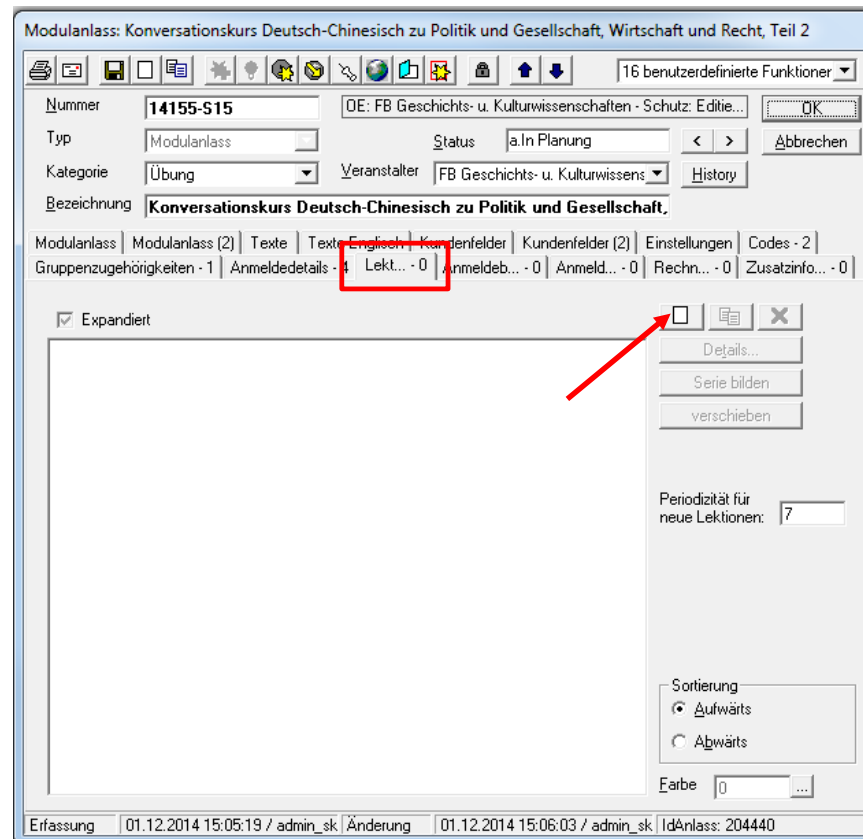 Modulanlass: Konversationskurs Deutsch-Chinesisch zu Politik und Gesellschaft, Wirtschaft und Recht, Teil 2
16 benutzerdefinierte Funktioner
Nummer 14155-S15 OE: FB Geschichts- u. Kulturwissenschaften - Schutz: Editie... OK
Typ Modulanlass Status a.In Planung < > Abbrechen
Kategorie Übung Veranstalter FB Geschichts- u. Kulturwissens History
Bezeichnung Konversationskurs Deutsch-Chinesisch zu Politik und Gesellschaft,
Modulanlass Modulanlass (2) Texte Texte Englisch Kundenfelder Kundenfelder (2) Einstellungen Codes - 2
Gruppenzugehörigkeiten - 1 Anmeldedetails - 4 Lekt... - 0 Anmeldeb... - 0 Anmeld... - 0 Rechn... - 0 Zusatzinfo... - 0
Expandiert
Details...
Serie bilden
verschieben
Periodizität für
neue Lektionen: 7
Sortierung
Aufwärts
Abwärts
Farbe 0 ...
Erfassung 01.12.2014 15:05:19 / admin_sk Änderung 01.12.2014 15:06:03 / admin_sk IdAnlass: 204440